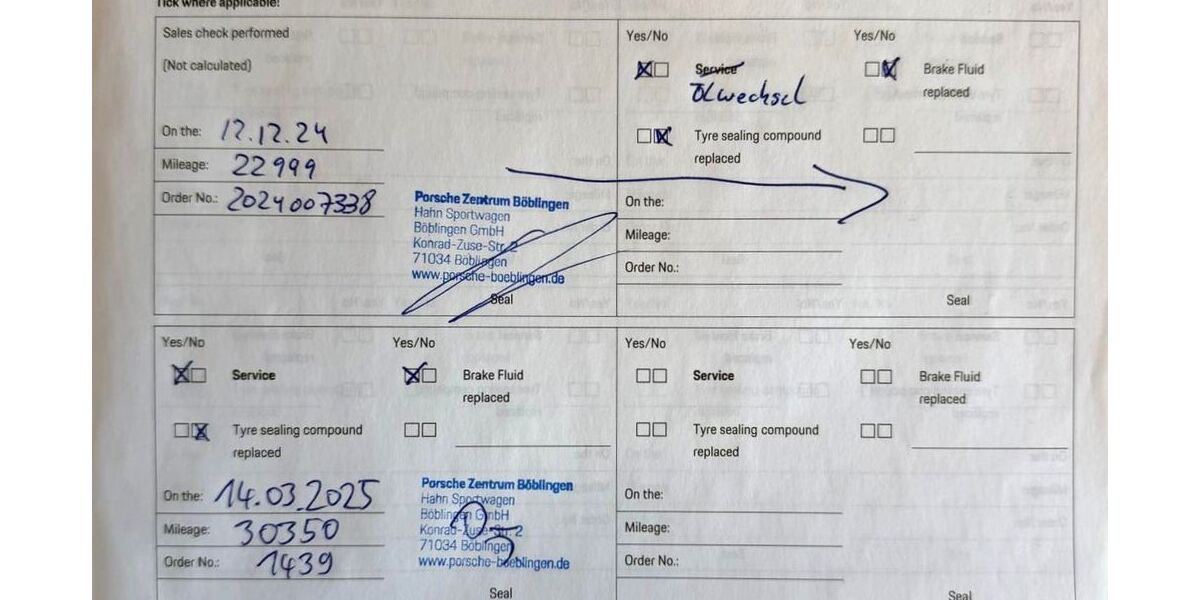 Tick where applicable!
Sales check performed
(Not calculated)
On the: 12.12.24
Mileage: 22999
Order No.: 2024007338
Porsche Zentrum Böblingen
Hahn Sportwagen
Böblingen GmbH
Konrad-Zuse-Str. 2
71034 Böblingen
www.porsche-boeblingen.de
Seal
Yes/No
Yes/No
Service
Ölwechsel
Brake Fluid
replaced
Tyre sealing compound
replaced
On the:
Mileage:
Order No.:
Seal
Yes/No
Yes/No
Service
Brake Fluid
replaced
Tyre sealing compound
replaced
On the: 14.03.2025
Mileage: 30350
Order No.: 1439
Porsche Zentrum Böblingen
Hahn Sportwagen
Böblingen GmbH
Konrad-Zuse-Str. 2
71034 Böblingen
www.porsche-boeblingen.de
Seal
Yes/No
Yes/No
Service
Brake Fluid
replaced
Tyre sealing compound
replaced
On the:
Mileage:
Order No.:
Seal